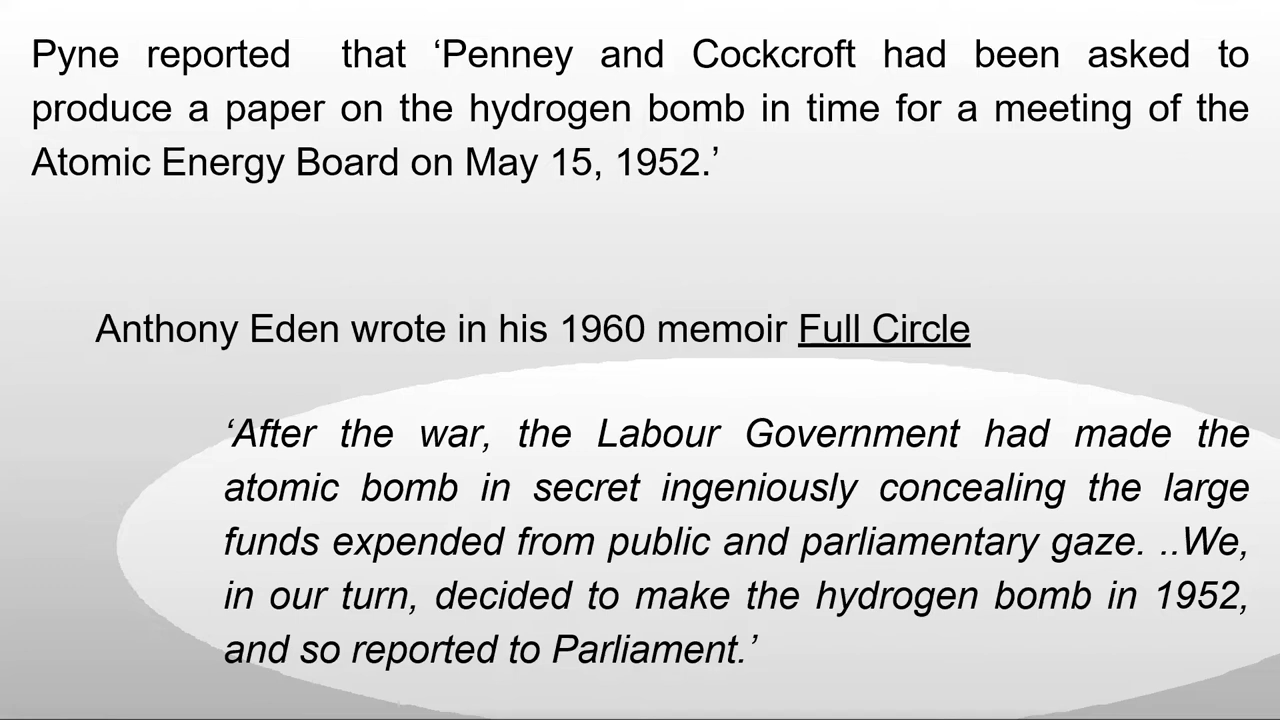 Pyne reported that ‘Penney and Cockcroft had been asked to
produce a paper on the hydrogen bomb in time for a meeting of the
Atomic Energy Board on May 15, 1952.’
Anthony Eden wrote in his 1960 memoir Full Circle
‘After the war, the Labour Government had made the
atomic bomb in secret ingeniously concealing the large
funds expended from public and parliamentary gaze. ..We,
in our turn, decided to make the hydrogen bomb in 1952,
and so reported to Parliament.’